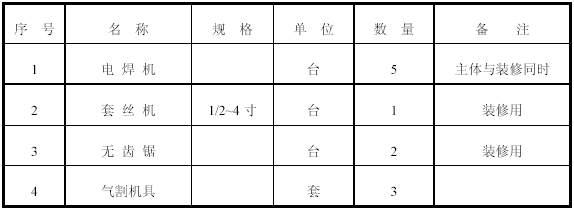 序 号 名 称 规 格 单 位 数 量 备 注
1 电 焊 机 台 5 主体与装修同时
2 套 丝 机 1/2~4 寸 台 1 装修用
3 无 齿 锯 台 2 装修用
4 气割机具 套 3